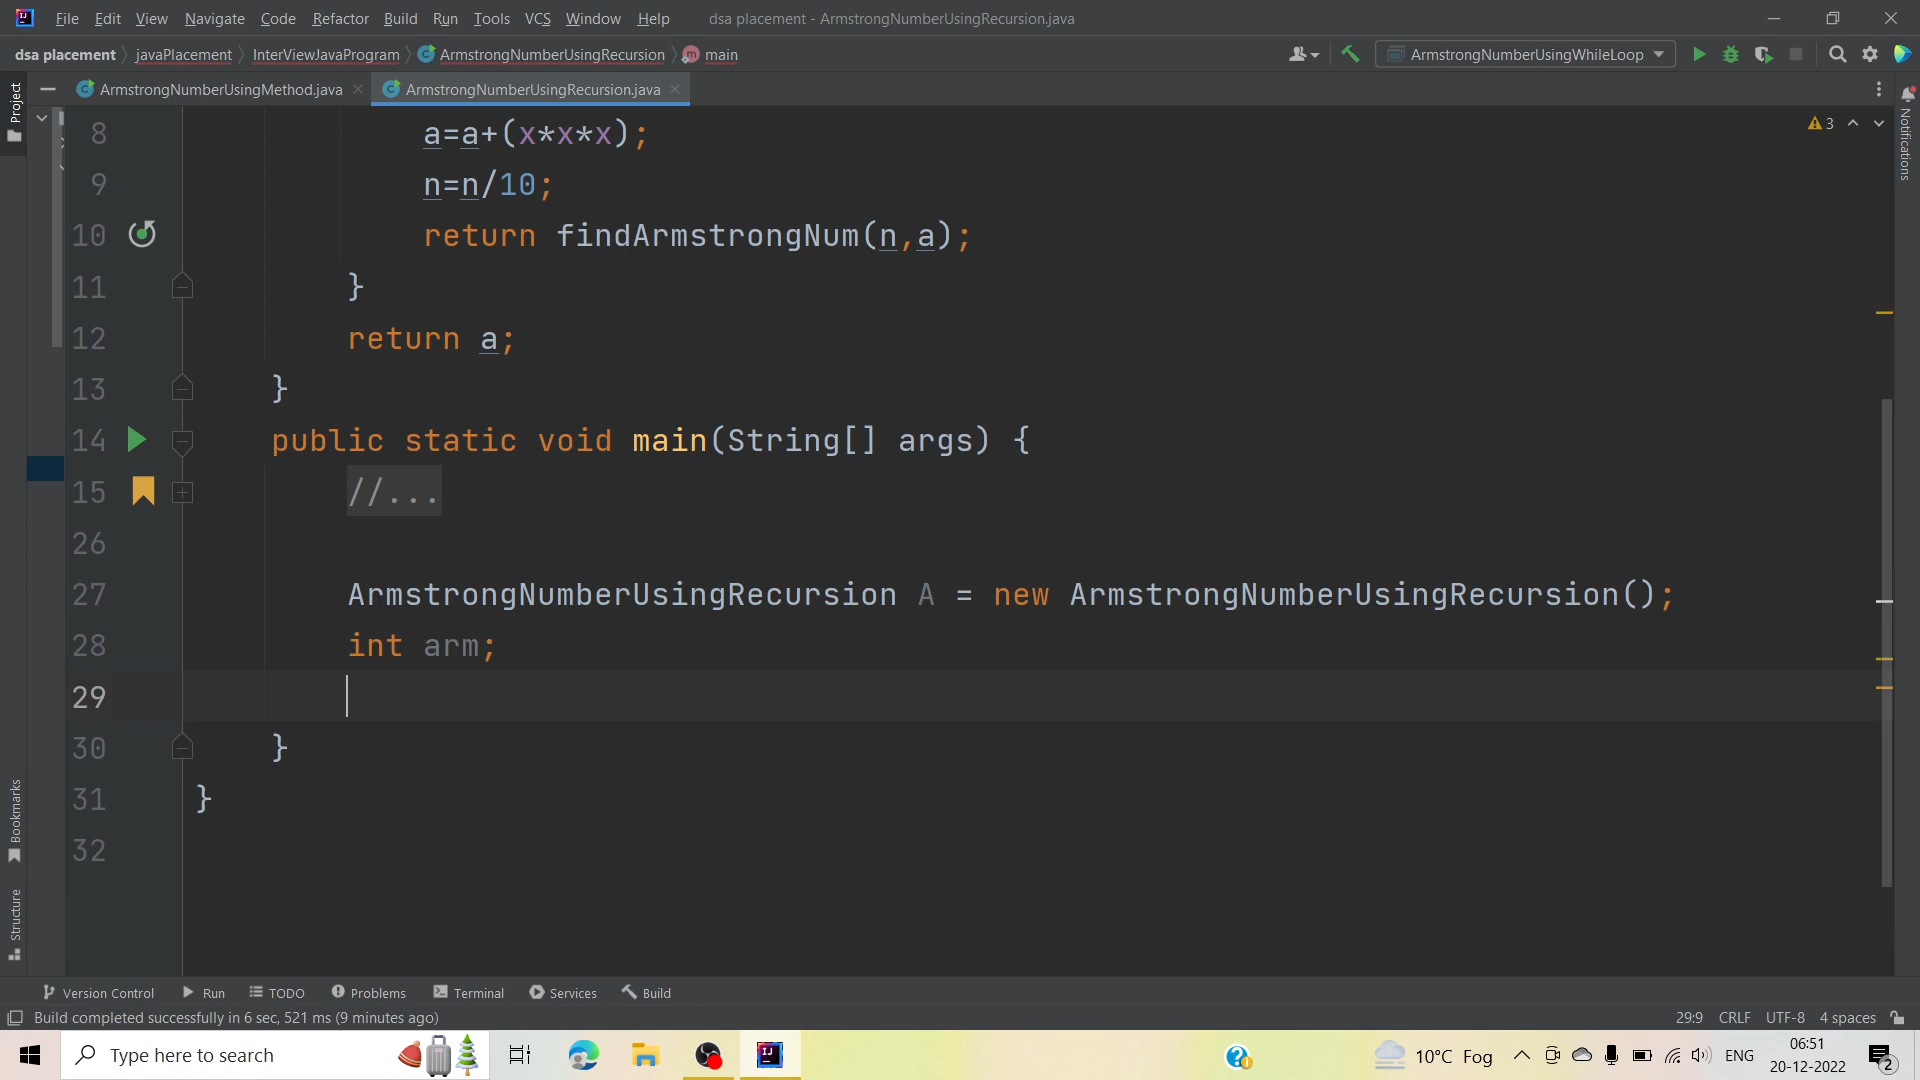 File Edit View Navigate Code Refactor Build Run Tools VCS Window Help dsa placement - ArmstrongNumberUsingRecursion.java
dsa placement javaPlacement InterViewJavaProgram ArmstrongNumberUsingRecursion main ArmstrongNumberUsingWhileLoop
Project
ArmstrongNumberUsingMethod.java ArmstrongNumberUsingRecursion.java
Notifications
3
8 a=a+(x*x*x);
9 n=n/10;
10 return findArmstrongNum(n,a);
11 }
12 return a;
13 }
14 public static void main(String[] args) {
15 //...
26
27 ArmstrongNumberUsingRecursion A = new ArmstrongNumberUsingRecursion();
28 int arm;
29
30 }
31 }
32
Bookmarks
Structure
Version Control Run TODO Problems Terminal Services Build
Build completed successfully in 6 sec, 521 ms (9 minutes ago) 29:9 CRLF UTF-8 4 spaces
Type here to search 10°C Fog ENG 06:51
20-12-2022 2